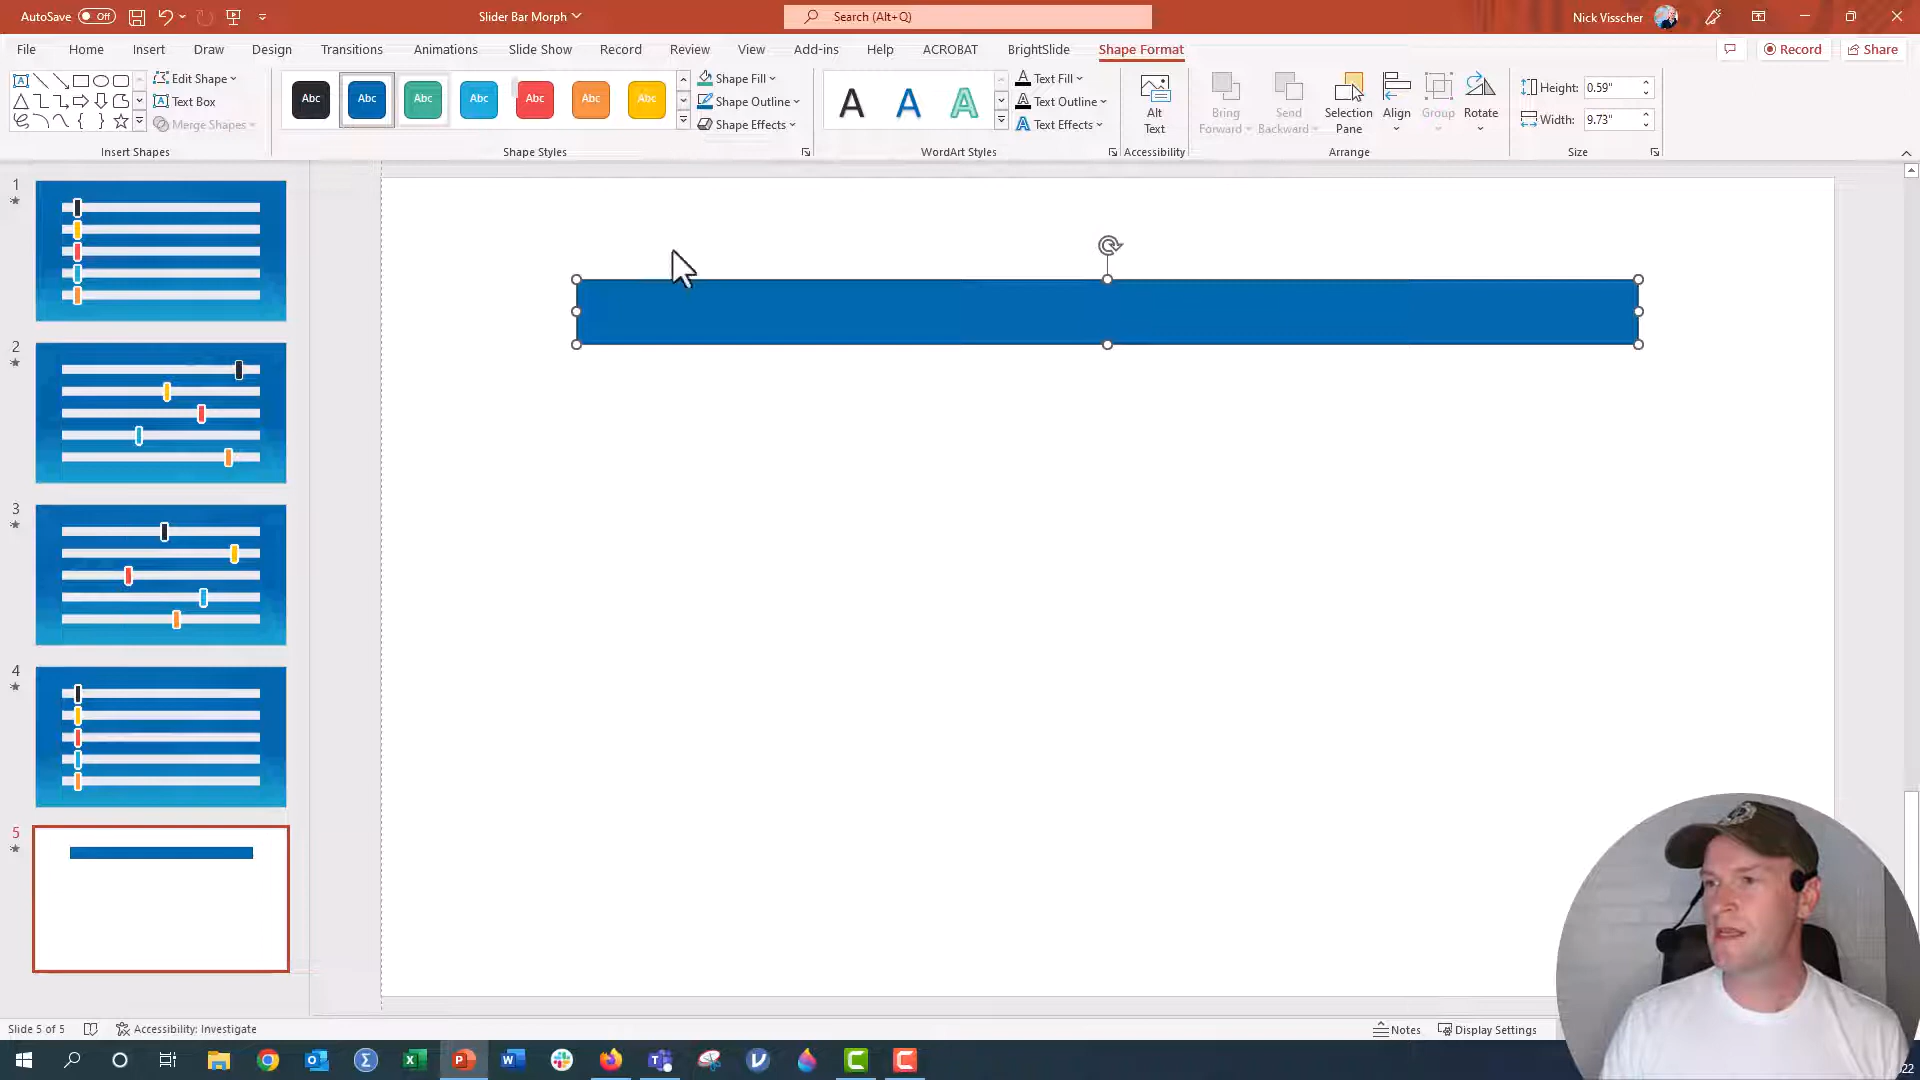 AutoSave Off Slider Bar Morph Search (Alt+Q) Nick Visscher
File Home Insert Draw Design Transitions Animations Slide Show Record Review View Add-ins Help ACROBAT BrightSlide Shape Format Record Share
Edit Shape Abc Abc Abc Abc Abc Abc Abc Shape Fill A A A Text Fill Height: 0.59"
Text Box Shape Outline Text Outline
Merge Shapes Shape Effects Text Effects Width: 9.73"
Alt Text Bring Forward Send Backward Selection Pane Align Group Rotate
Insert Shapes Shape Styles WordArt Styles Accessibility Arrange Size
1
2
3
4
5
Slide 5 of 5 Accessibility: Investigate Notes Display Settings
22